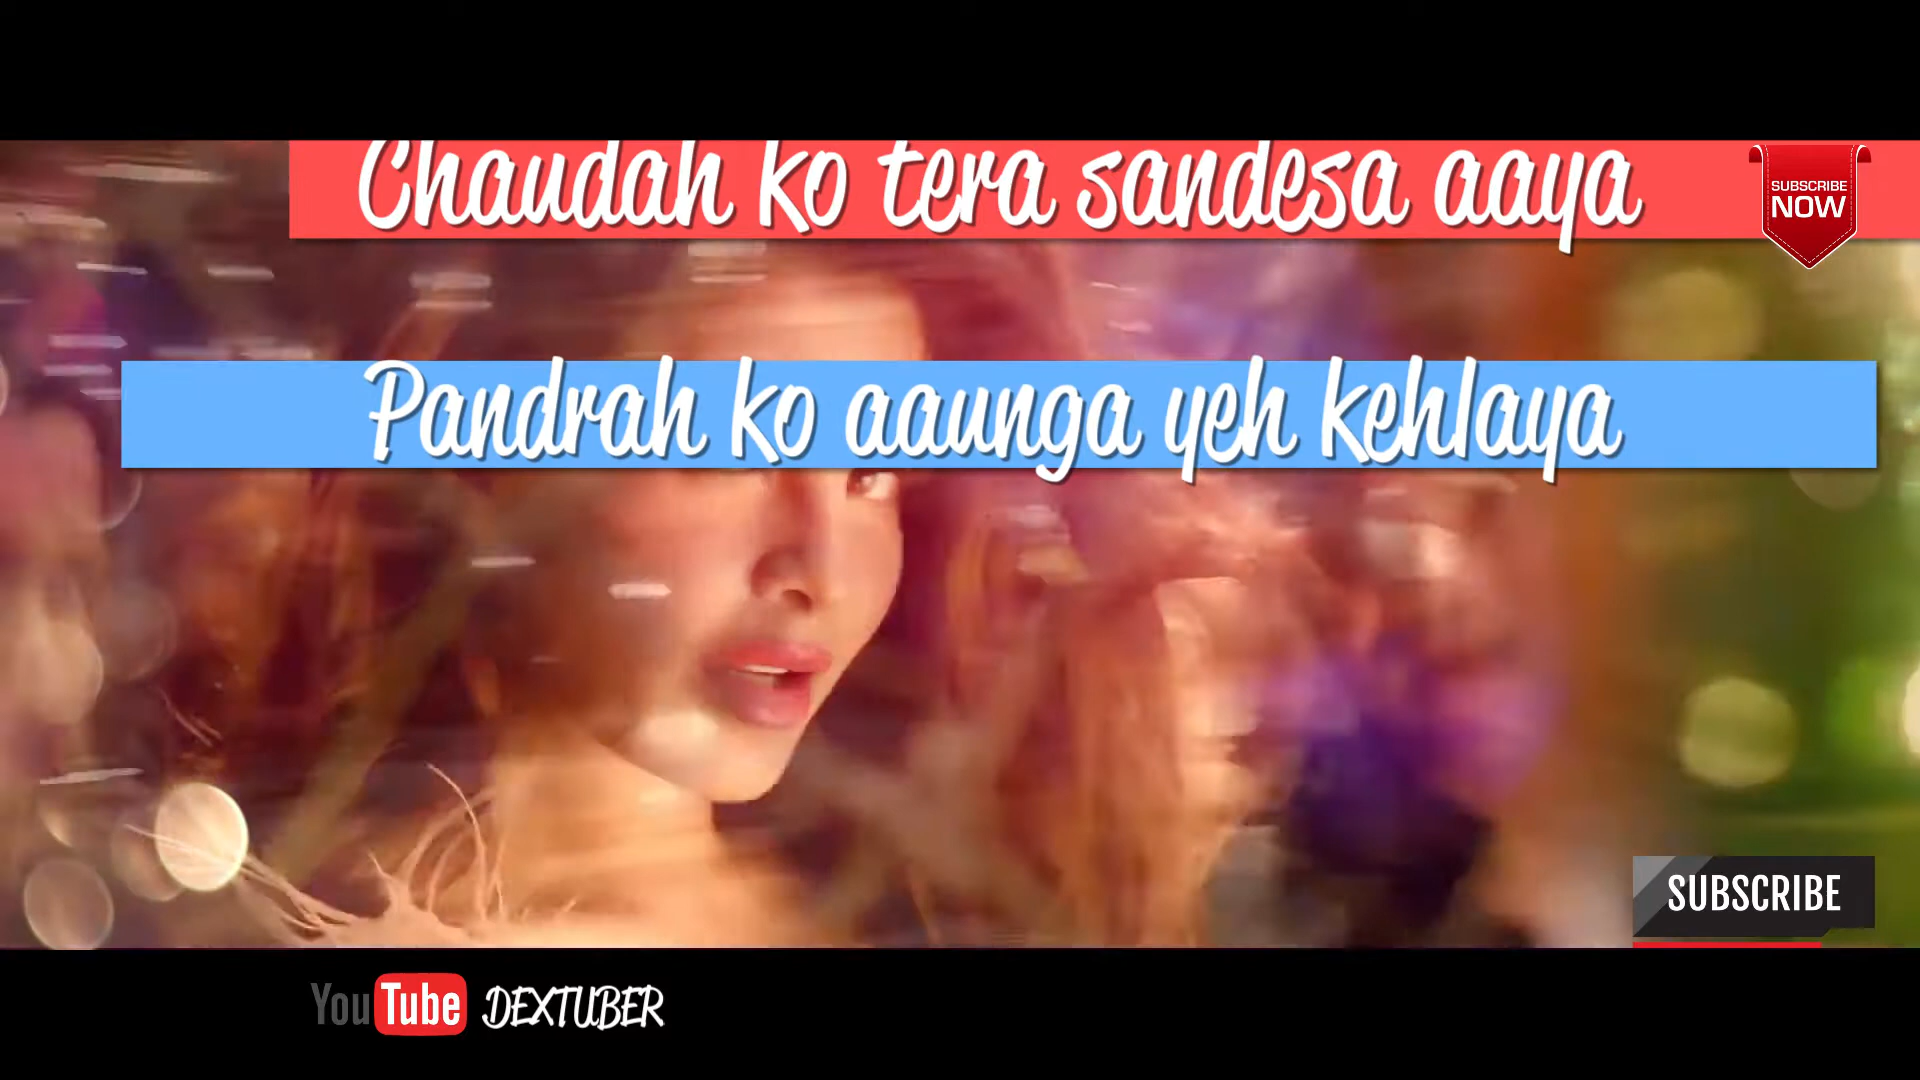 Chaudah ko tera sandesa aaya
SUBSCRIBE
NOW
Pandrah ko aaunga yeh kehlaya
SUBSCRIBE
YouTube DEXTUBER